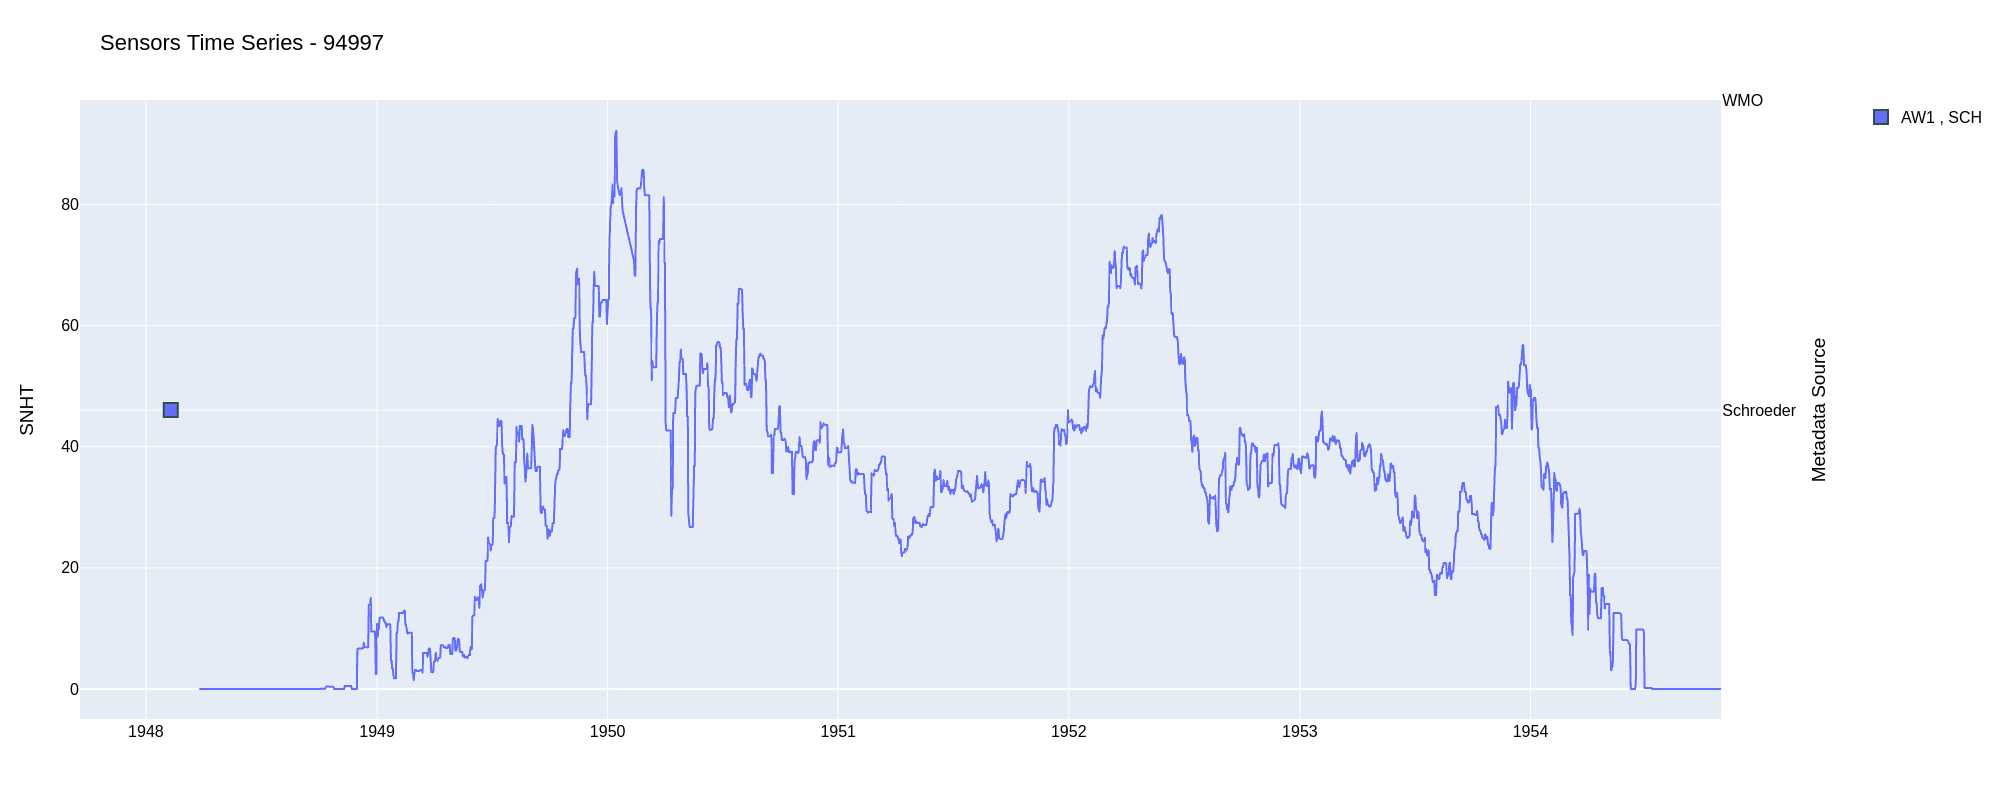 Sensors Time Series - 94997
WMO
AW1 , SCH
80
60
Schroeder
SNHT
Metadata Source
40
20
0
1948 1949 1950 1951 1952 1953 1954